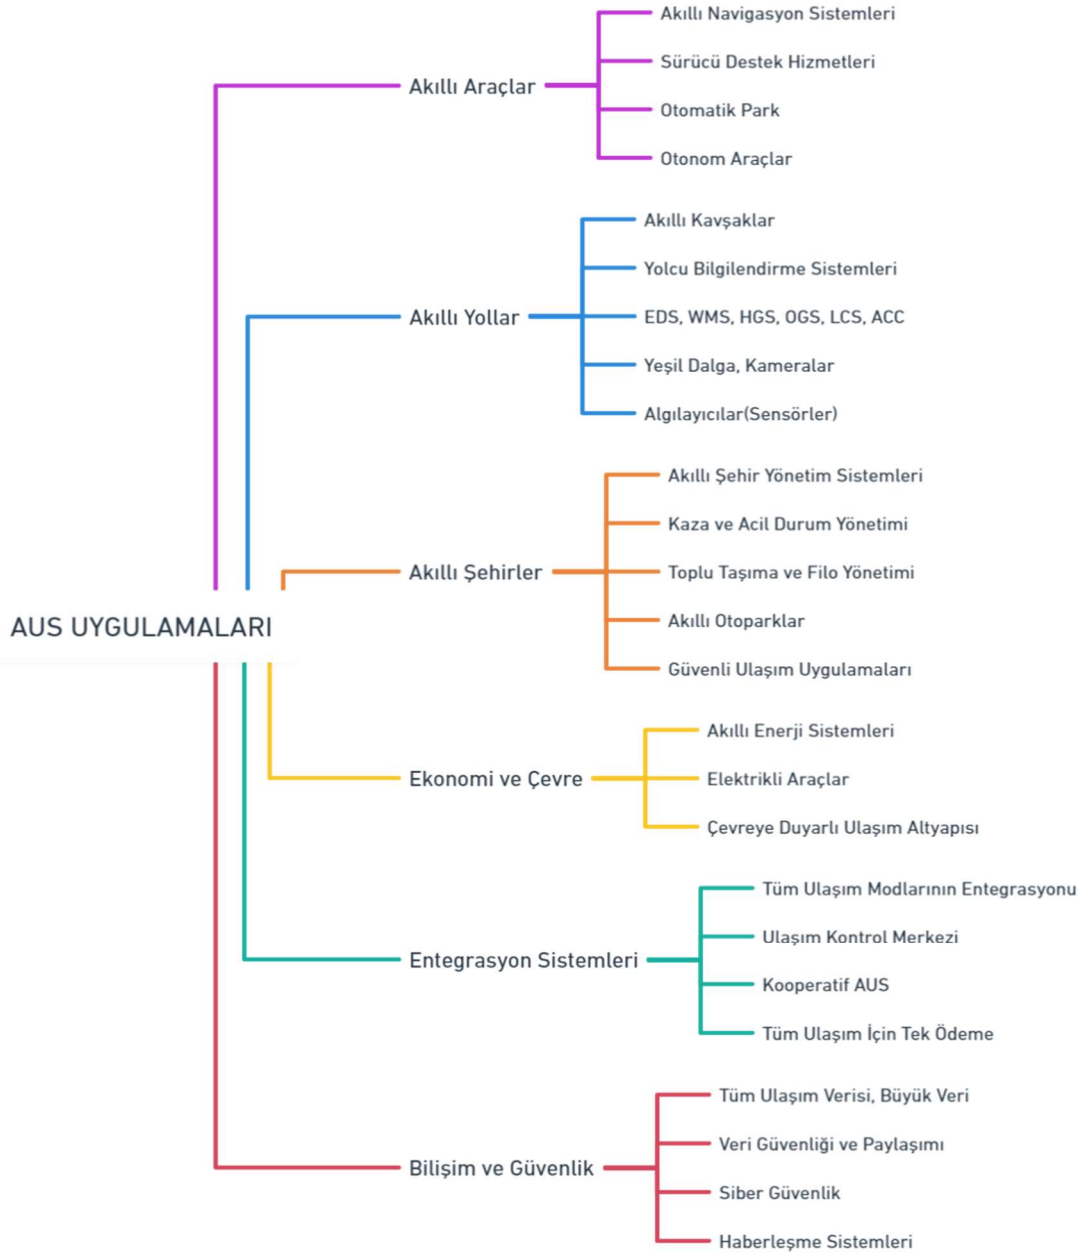 AUS UYGULAMALARI
Akıllı Araçlar
Akıllı Navigasyon Sistemleri
Sürücü Destek Hizmetleri
Otomatik Park
Otonom Araçlar
Akıllı Yollar
Akıllı Kavşaklar
Yolcu Bilgilendirme Sistemleri
EDS, WMS, HGS, OGS, LCS, ACC
Yeşil Dalga, Kameralar
Algılayıcılar(Sensörler)
Akıllı Şehirler
Akıllı Şehir Yönetim Sistemleri
Kaza ve Acil Durum Yönetimi
Toplu Taşıma ve Filo Yönetimi
Akıllı Otoparklar
Güvenli Ulaşım Uygulamaları
Ekonomi ve Çevre
Akıllı Enerji Sistemleri
Elektrikli Araçlar
Çevreye Duyarlı Ulaşım Altyapısı
Entegrasyon Sistemleri
Tüm Ulaşım Modlarının Entegrasyonu
Ulaşım Kontrol Merkezi
Kooperatif AUS
Tüm Ulaşım İçin Tek Ödeme
Bilişim ve Güvenlik
Tüm Ulaşım Verisi, Büyük Veri
Veri Güvenliği ve Paylaşımı
Siber Güvenlik
Haberleşme Sistemleri